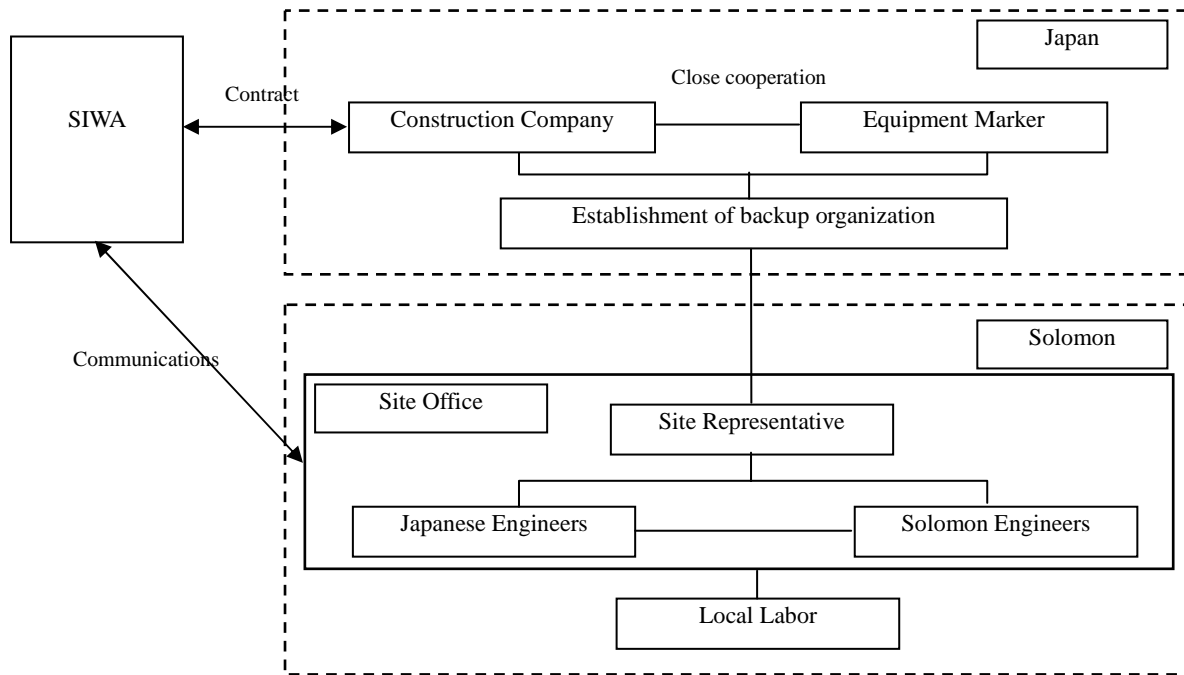 Japan
Close cooperation
Contract
SIWA
Construction Company
Equipment Marker
Establishment of backup organization
Solomon
Communications
Site Office
Site Representative
Japanese Engineers
Solomon Engineers
Local Labor